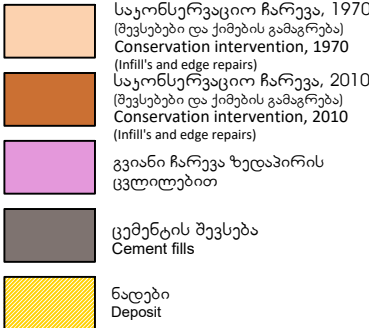 საკონსერვაციო ჩარევა, 1970
(შევსებები და ქიმების გამაგრება)
Conservation intervention, 1970
(Infill's and edge repairs)
საკონსერვაციო ჩარევა, 2010
(შევსებები და ქიმების გამაგრება)
Conservation intervention, 2010
(Infill's and edge repairs)
გვიანი ჩარევა ზედაპირის
ცვლილებით
ცემენტის შევსება
Cement fills
ნადები
Deposit